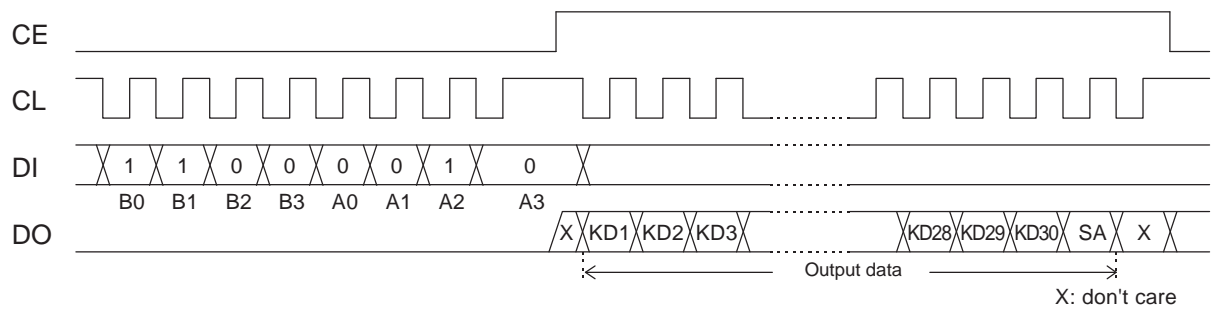 CE
CL
DI 1 1 0 0 0 0 1 0
B0 B1 B2 B3 A0 A1 A2 A3
DO X KD1 KD2 KD3 KD28 KD29 KD30 SA X
Output data
X: don't care